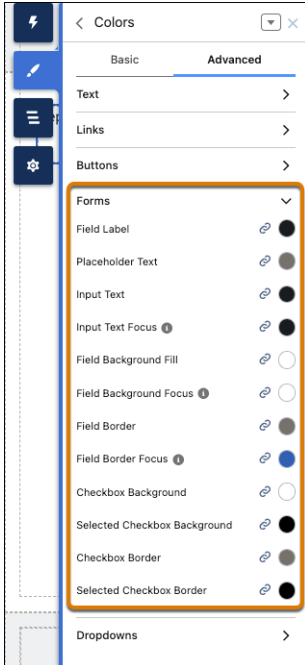 Colors
Basic
Advanced
Text
Links
Buttons
Forms
Field Label
Placeholder Text
Input Text
Input Text Focus
Field Background Fill
Field Background Focus
Field Border
Field Border Focus
Checkbox Background
Selected Checkbox Background
Checkbox Border
Selected Checkbox Border
Dropdowns